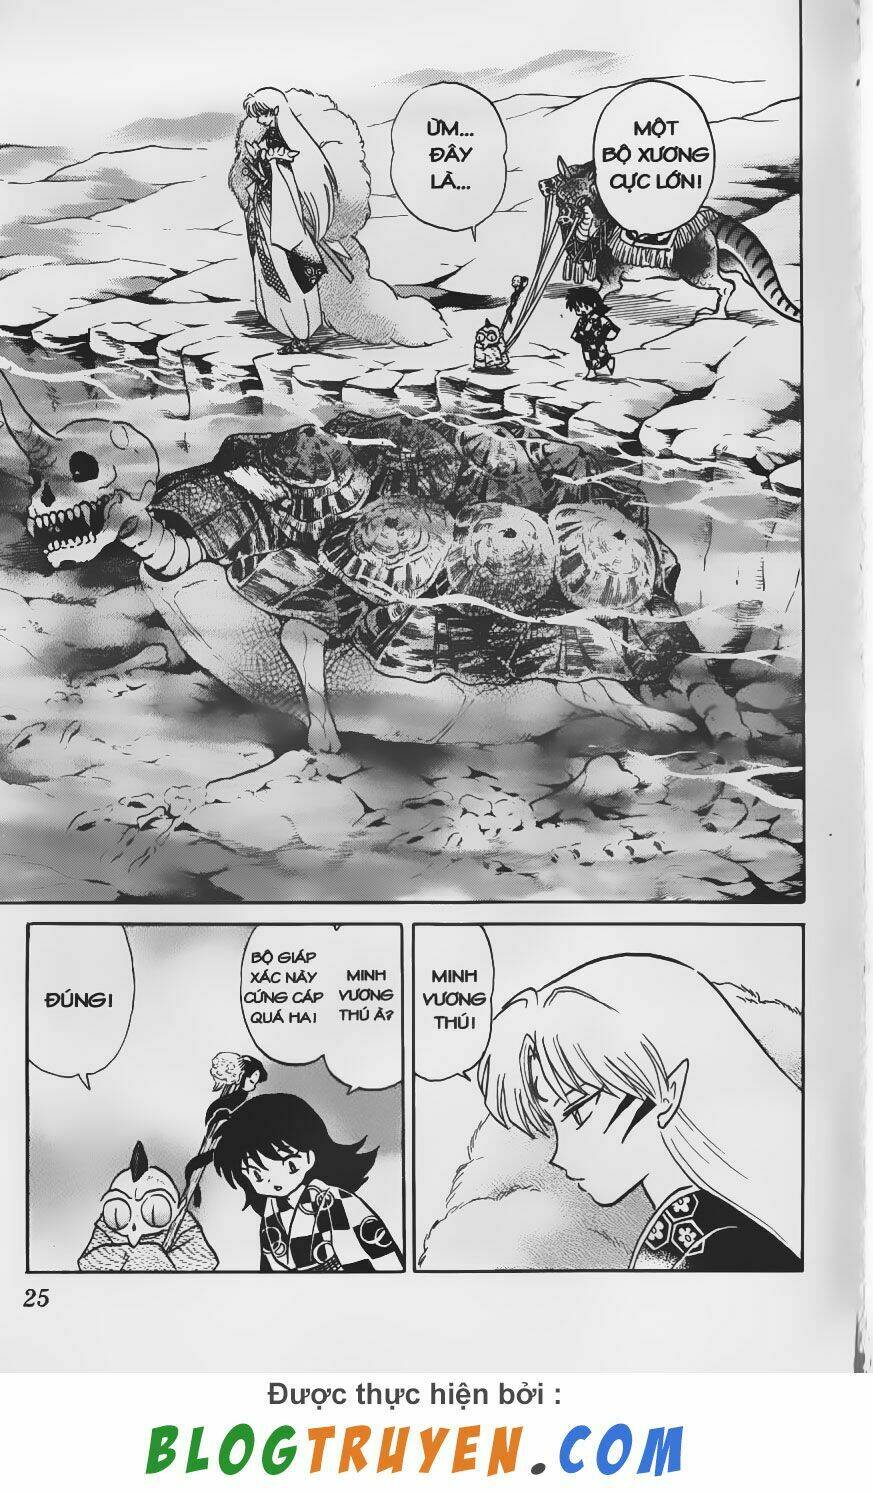 MỘT
BỘ XƯƠNG
CỰC LỚN!
ỪM...
ĐÂY
LÀ...
MINH
VƯƠNG
THÚ!
MINH
VƯƠNG
THÚ À?
BỘ GIÁP
XÁC NÀY
CỨNG CÁP
QUÁ HA!
ĐÚNG!
25
Được thực hiện bởi :
BLOGTRUYEN.COM